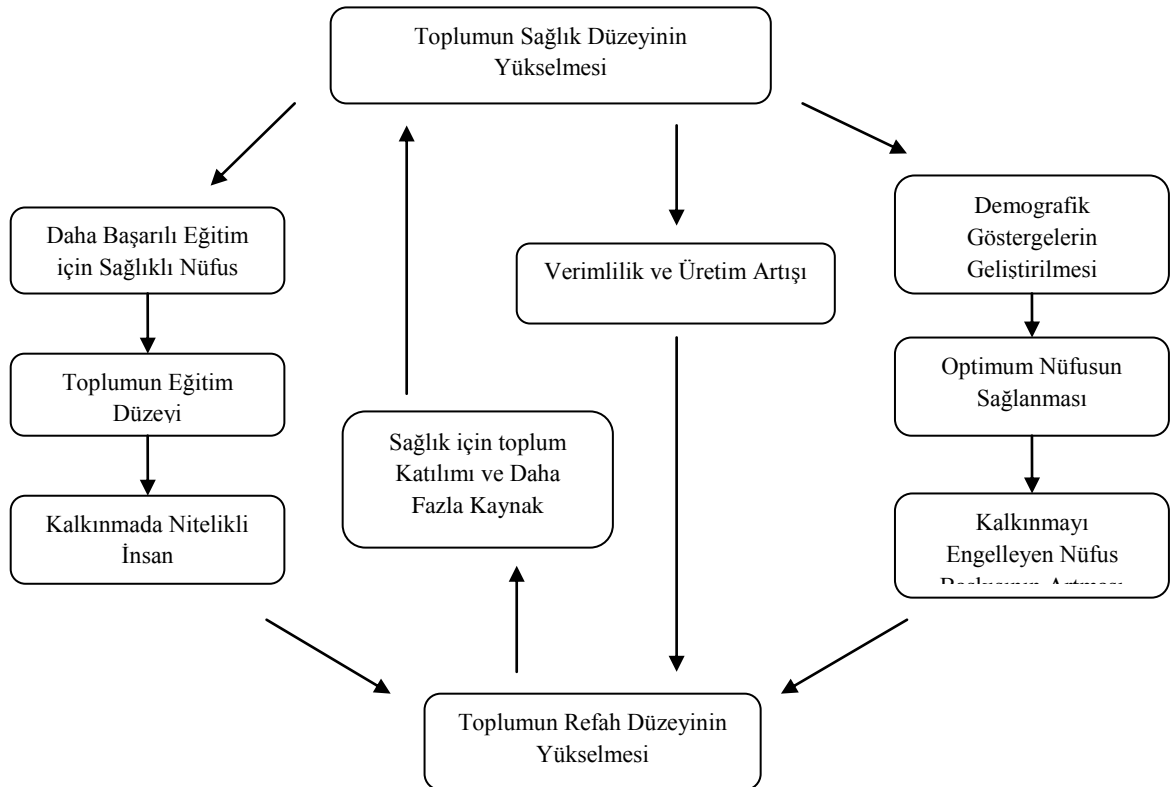 Toplumun Sağlık Düzeyinin
Yükselmesi
Daha Başarılı Eğitim
için Sağlıklı Nüfus
Verimlilik ve Üretim Artışı
Demografik
Göstergelerin
Geliştirilmesi
Toplumun Eğitim
Düzeyi
Sağlık için toplum
Katılımı ve Daha
Fazla Kaynak
Optimum Nüfusun
Sağlanması
Kalkınmada Nitelikli
İnsan
Kalkınmayı
Engelleyen Nüfus
Baskısının Artması
Toplumun Refah Düzeyinin
Yükselmesi